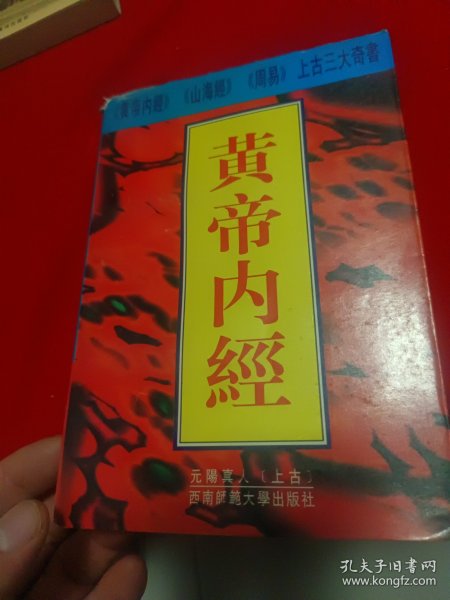 《黃帝内經》 《山海經》 《周易》 上古三大奇書
黃帝内經
元陽真人〔上古〕
西南師範大學出版社
孔夫子旧书网
www.kongfz.com